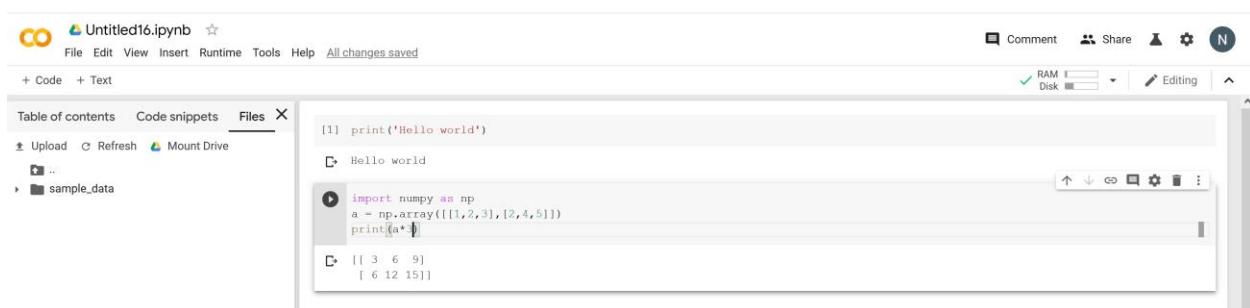 CO Untitled16.ipynb
File Edit View Insert Runtime Tools Help All changes saved
Comment Share N
+ Code + Text
RAM
Disk
Editing
Table of contents Code snippets Files X
Upload Refresh Mount Drive
..
sample_data
[1] print('Hello world')
Hello world
import numpy as np
a = np.array([[1,2,3],[2,4,5]])
print(a*3)
[[ 3 6 9]
[ 6 12 15]]